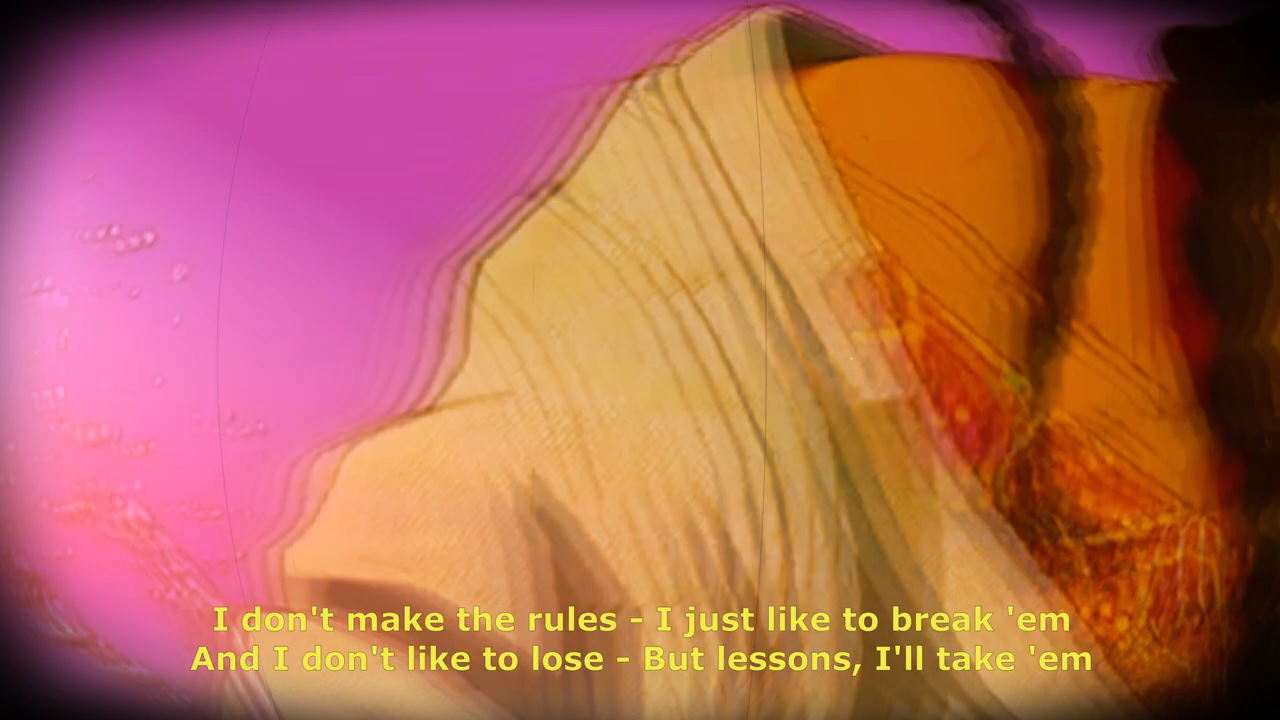 I don't make the rules - I just like to break 'em
And I don't like to lose - But lessons, I'll take 'em